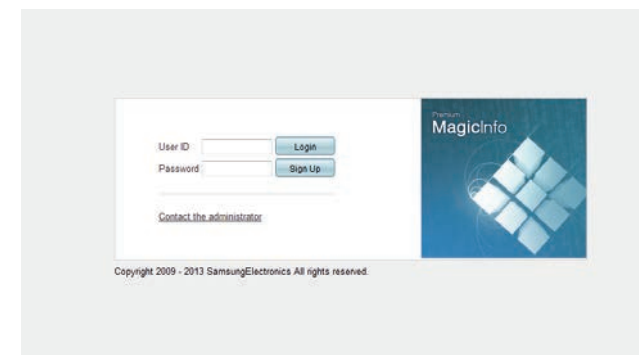 Premium
MagicInfo
User ID
Login
Password
Sign Up
Contact the administrator
Copyright 2009 - 2013 SamsungElectronics All rights reserved.